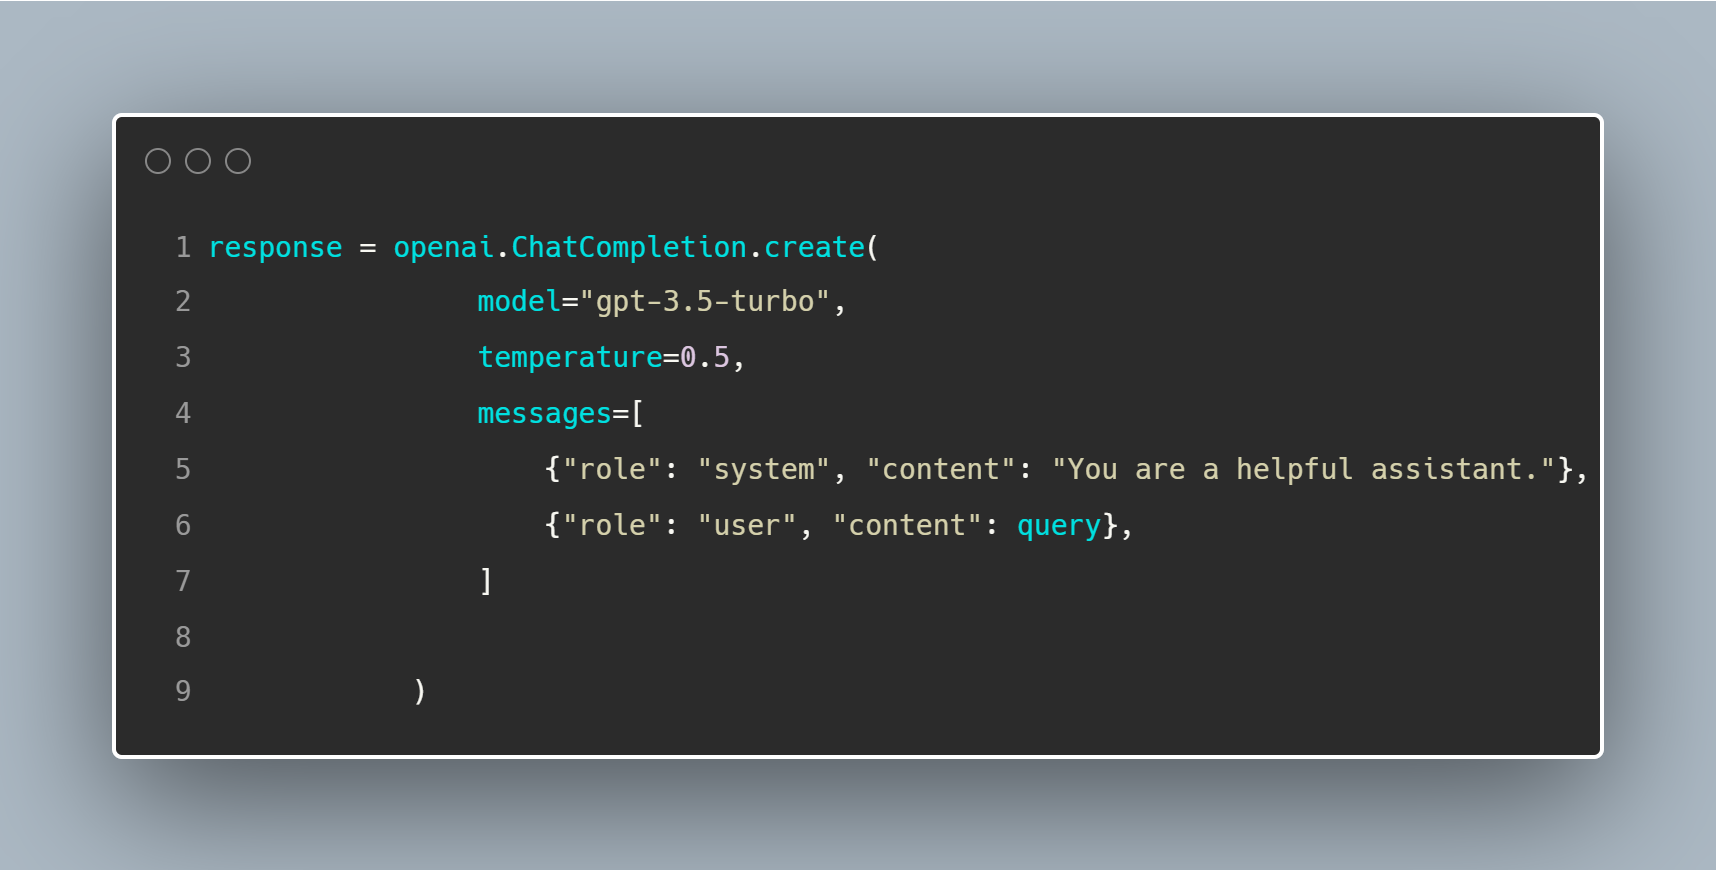 1 response = openai.ChatCompletion.create(
2                 model="gpt-3.5-turbo",
3                 temperature=0.5,
4                 messages=[
5                     {"role": "system", "content": "You are a helpful assistant."},
6                     {"role": "user", "content": query},
7                 ]
8
9             )